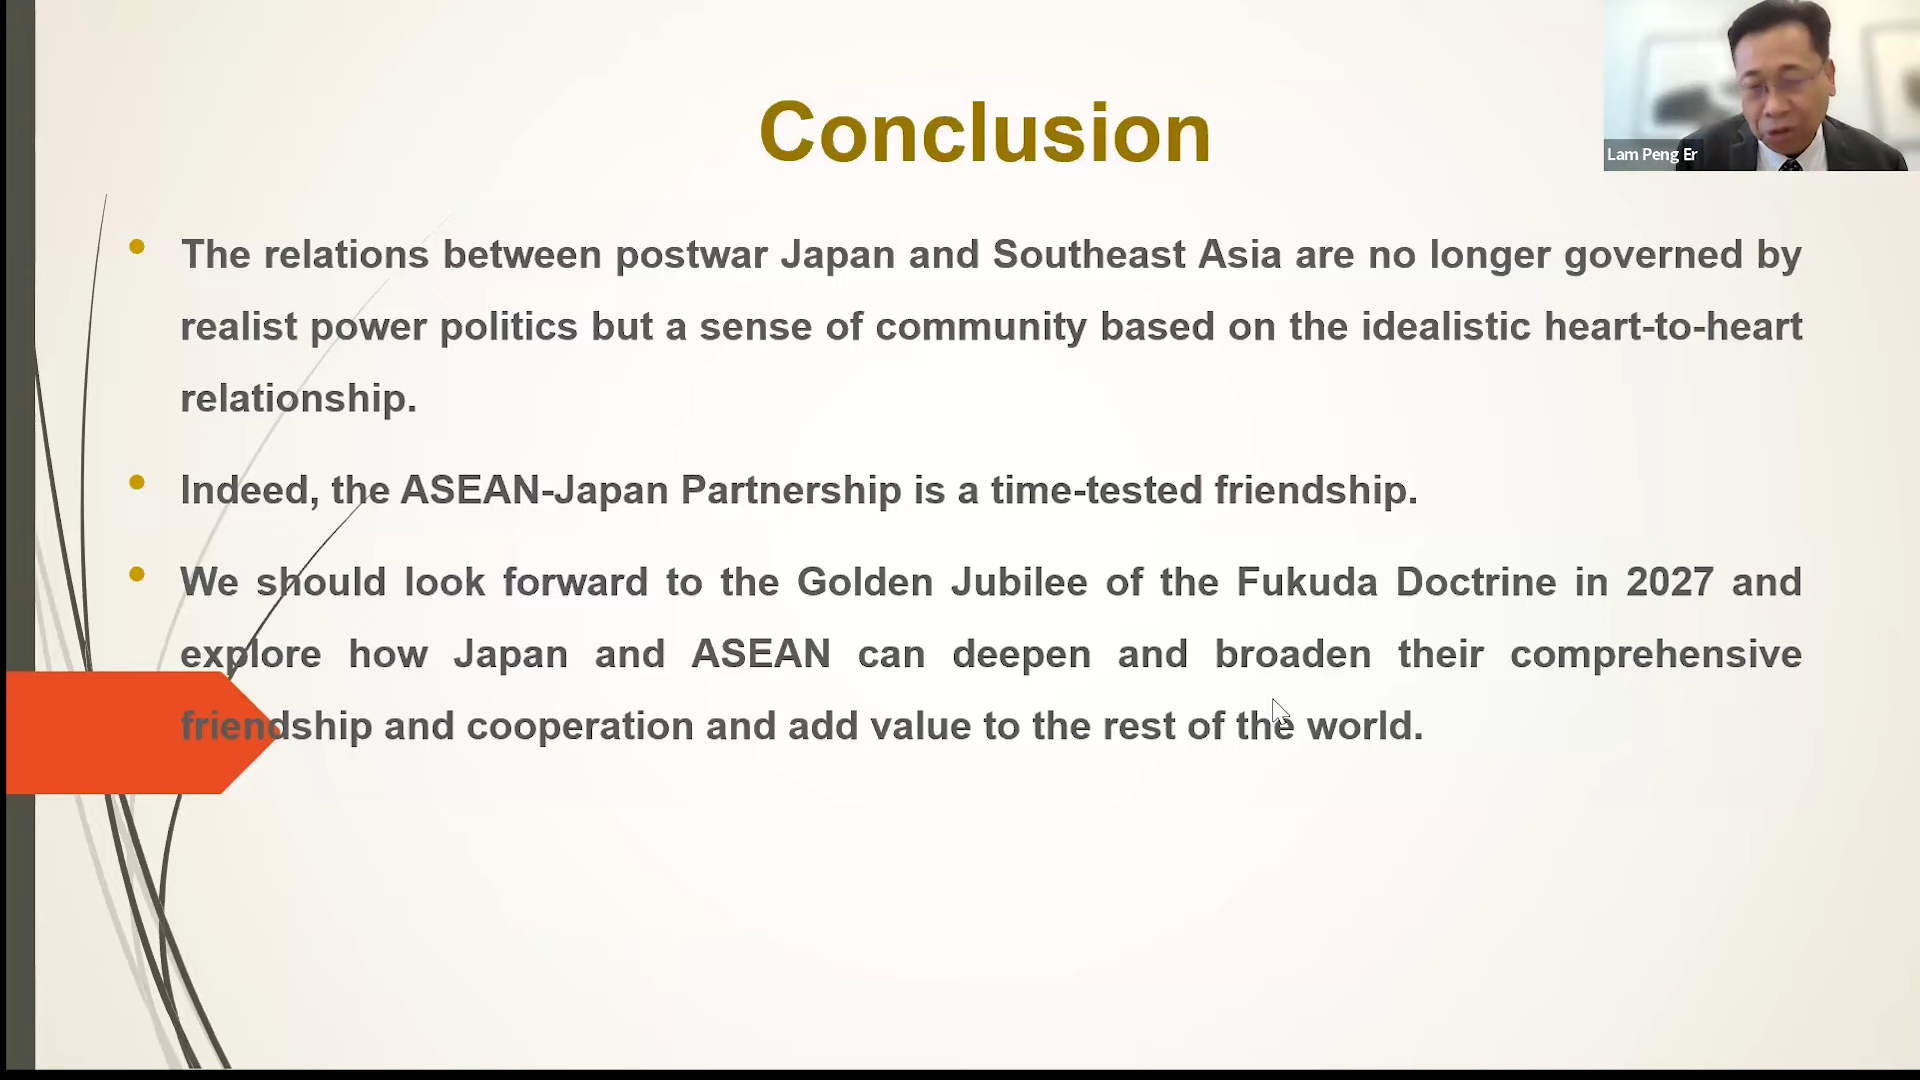 Conclusion
Lam Peng Er
• The relations between postwar Japan and Southeast Asia are no longer governed by
realist power politics but a sense of community based on the idealistic heart-to-heart
relationship.
• Indeed, the ASEAN-Japan Partnership is a time-tested friendship.
• We should look forward to the Golden Jubilee of the Fukuda Doctrine in 2027 and
explore how Japan and ASEAN can deepen and broaden their comprehensive
friendship and cooperation and add value to the rest of the world.